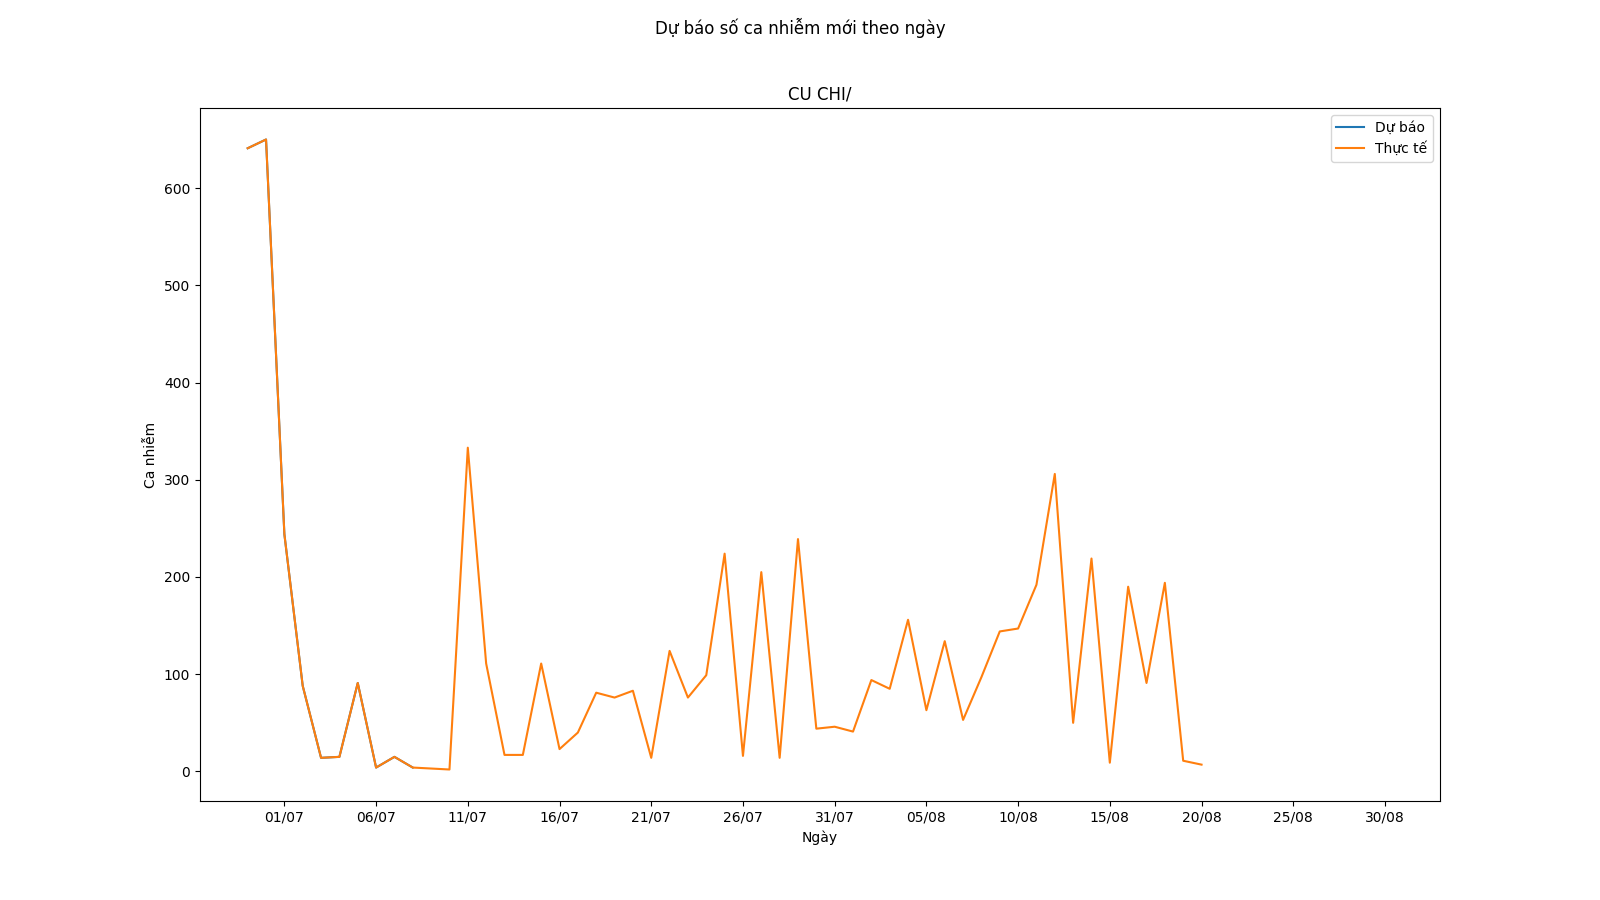 Dự báo số ca nhiễm mới theo ngày
CU CHI/
Dự báo
Thực tế
600
500
400
300
200
100
0
Ca nhiễm
01/07 06/07 11/07 16/07 21/07 26/07 31/07 05/08 10/08 15/08 20/08 25/08 30/08
Ngày